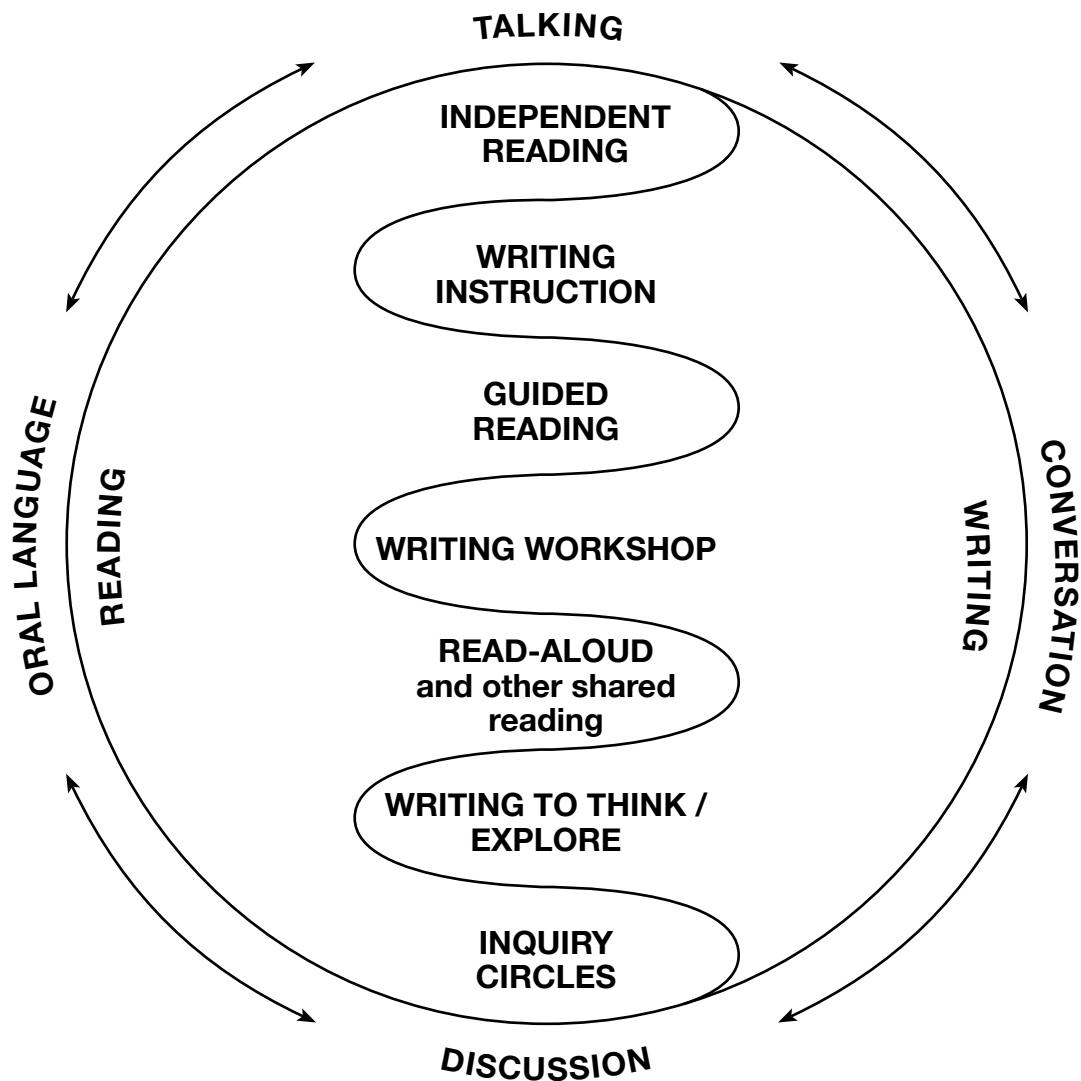 TALKING
INDEPENDENT
READING
WRITING
INSTRUCTION
GUIDED
READING
ORAL LANGUAGE
READING
WRITING WORKSHOP
WRITING
CONVERSATION
READ-ALOUD
and other shared
reading
WRITING TO THINK /
EXPLORE
INQUIRY
CIRCLES
DISCUSSION